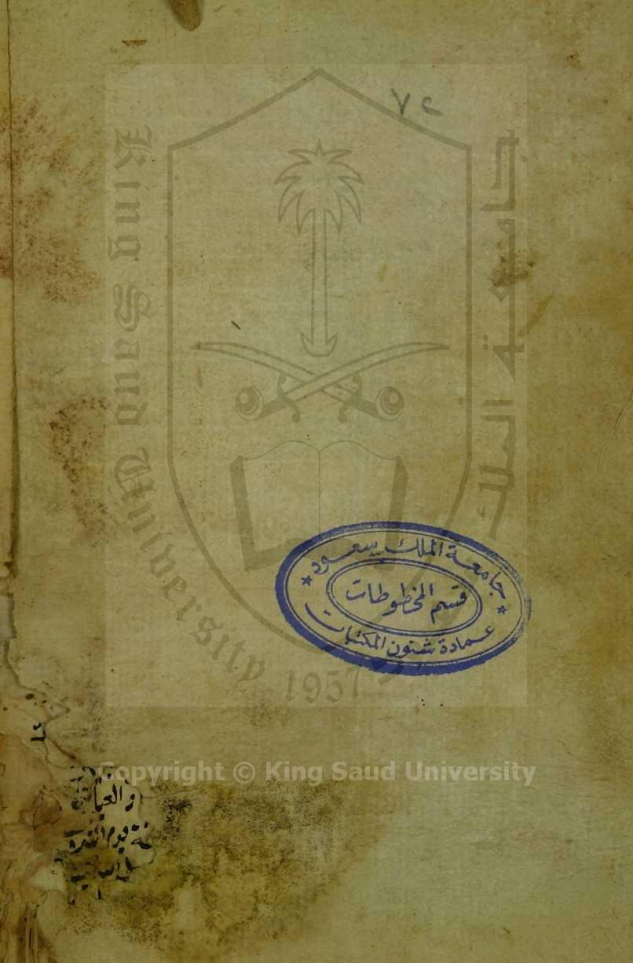 ٧٢
King Saud University
1957
جامعة الملك سعود
جامعة الملك سعود
قسم المخطوطات
عمادة شئون المكتبات
Copyright © King Saud University